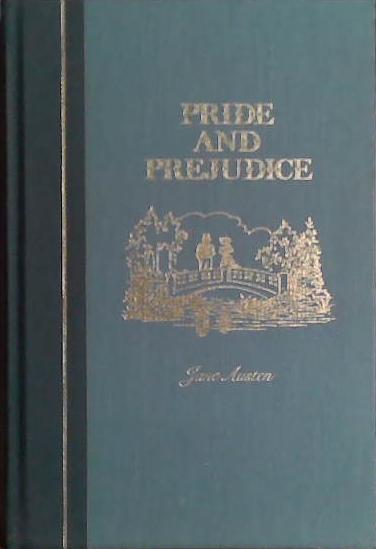 PRIDE
AND
PREJUDICE
Jane Austen